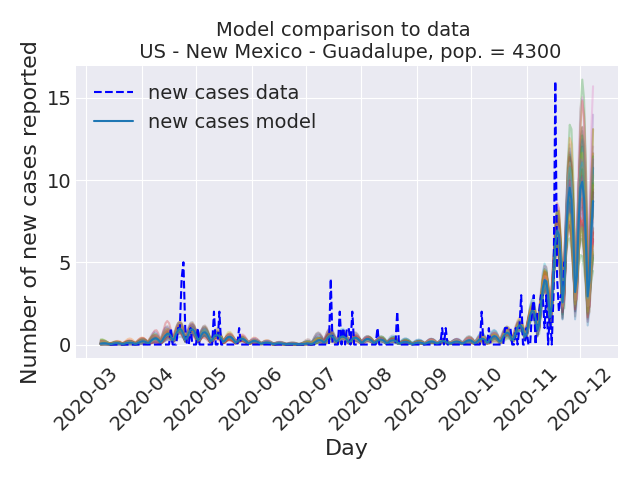 Model comparison to data
US - New Mexico - Guadalupe, pop. = 4300
new cases data
new cases model
Number of new cases reported
15
10
5
0
2020-03
2020-04
2020-05
2020-06
2020-07
2020-08
2020-09
2020-10
2020-11
2020-12
Day